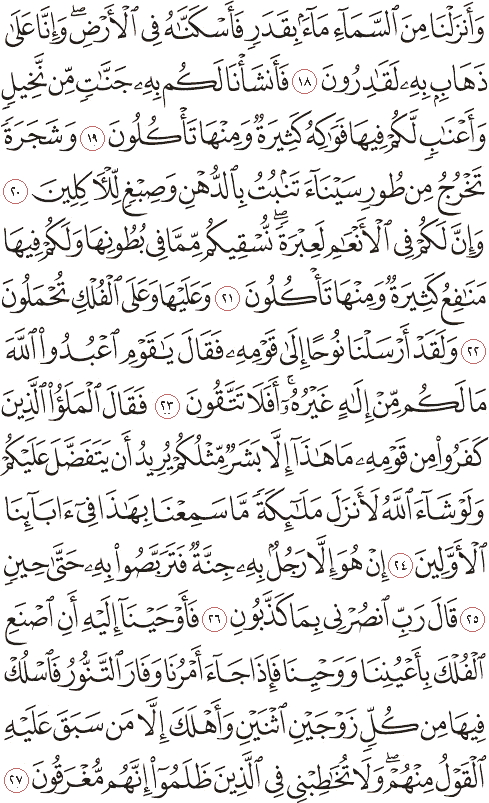 وَأَنزَلۡنَا مِنَ ٱلسَّمَآءِ مَآءَۢ بِقَدَرٖ فَأَسۡكَنَّٰهُ فِي ٱلۡأَرۡضِۖ وَإِنَّا عَلَىٰ
ذَهَابِۭ بِهِۦ لَقَٰدِرُونَ ١٨ فَأَنشَأۡنَا لَكُم بِهِۦ جَنَّٰتٖ مِّن نَّخِيلٖ
وَأَعۡنَٰبٖ لَّكُمۡ فِيهَا فَوَٰكِهُ كَثِيرَةٞ وَمِنۡهَا تَأۡكُلُونَ ١٩ وَشَجَرَةٗ
تَخۡرُجُ مِن طُورِ سَيۡنَآءَ تَنۢبُتُ بِٱلدُّهۡنِ وَصِبۡغٖ لِّلۡأٓكِلِينَ ٢٠
وَإِنَّ لَكُمۡ فِي ٱلۡأَنۡعَٰمِ لَعِبۡرَةٗۖ نُّسۡقِيكُم مِّمَّا فِي بُطُونِهَا وَلَكُمۡ فِيهَا
مَنَٰفِعُ كَثِيرَةٞ وَمِنۡهَا تَأۡكُلُونَ ٢١ وَعَلَيۡهَا وَعَلَى ٱلۡفُلۡكِ تُحۡمَلُونَ
٢٢ وَلَقَدۡ أَرۡسَلۡنَا نُوحًا إِلَىٰ قَوۡمِهِۦ فَقَالَ يَٰقَوۡمِ ٱعۡبُدُواْ ٱللَّهَ
مَا لَكُم مِّنۡ إِلَٰهٍ غَيۡرُهُۥٓۚ أَفَلَا تَتَّقُونَ ٢٣ فَقَالَ ٱلۡمَلَؤُاْ ٱلَّذِينَ
كَفَرُواْ مِن قَوۡمِهِۦ مَا هَٰذَآ إِلَّا بَشَرٞ مِّثۡلُكُمۡ يُرِيدُ أَن يَتَفَضَّلَ عَلَيۡكُمۡ
وَلَوۡ شَآءَ ٱللَّهُ لَأَنزَلَ مَلَٰٓئِكَةٗ مَّا سَمِعۡنَا بِهَٰذَا فِيٓ ءَابَآئِنَا
ٱلۡأَوَّلِينَ ٢٤ إِنۡ هُوَ إِلَّا رَجُلُۢ بِهِۦ جِنَّةٞ فَتَرَبَّصُواْ بِهِۦ حَتَّىٰ حِينٖ
٢٥ قَالَ رَبِّ ٱنصُرۡنِي بِمَا كَذَّبُونِ ٢٦ فَأَوۡحَيۡنَآ إِلَيۡهِ أَنِ ٱصۡنَعِ
ٱلۡفُلۡكَ بِأَعۡيُنِنَا وَوَحۡيِنَا فَإِذَا جَآءَ أَمۡرُنَا وَفَارَ ٱلتَّنُّورُ فَٱسۡلُكۡ
فِيهَا مِن كُلّٖ زَوۡجَيۡنِ ٱثۡنَيۡنِ وَأَهۡلَكَ إِلَّا مَن سَبَقَ عَلَيۡهِ
ٱلۡقَوۡلُ مِنۡهُمۡۖ وَلَا تُخَٰطِبۡنِي فِي ٱلَّذِينَ ظَلَمُوٓاْ إِنَّهُم مُّغۡرَقُونَ ٢٧